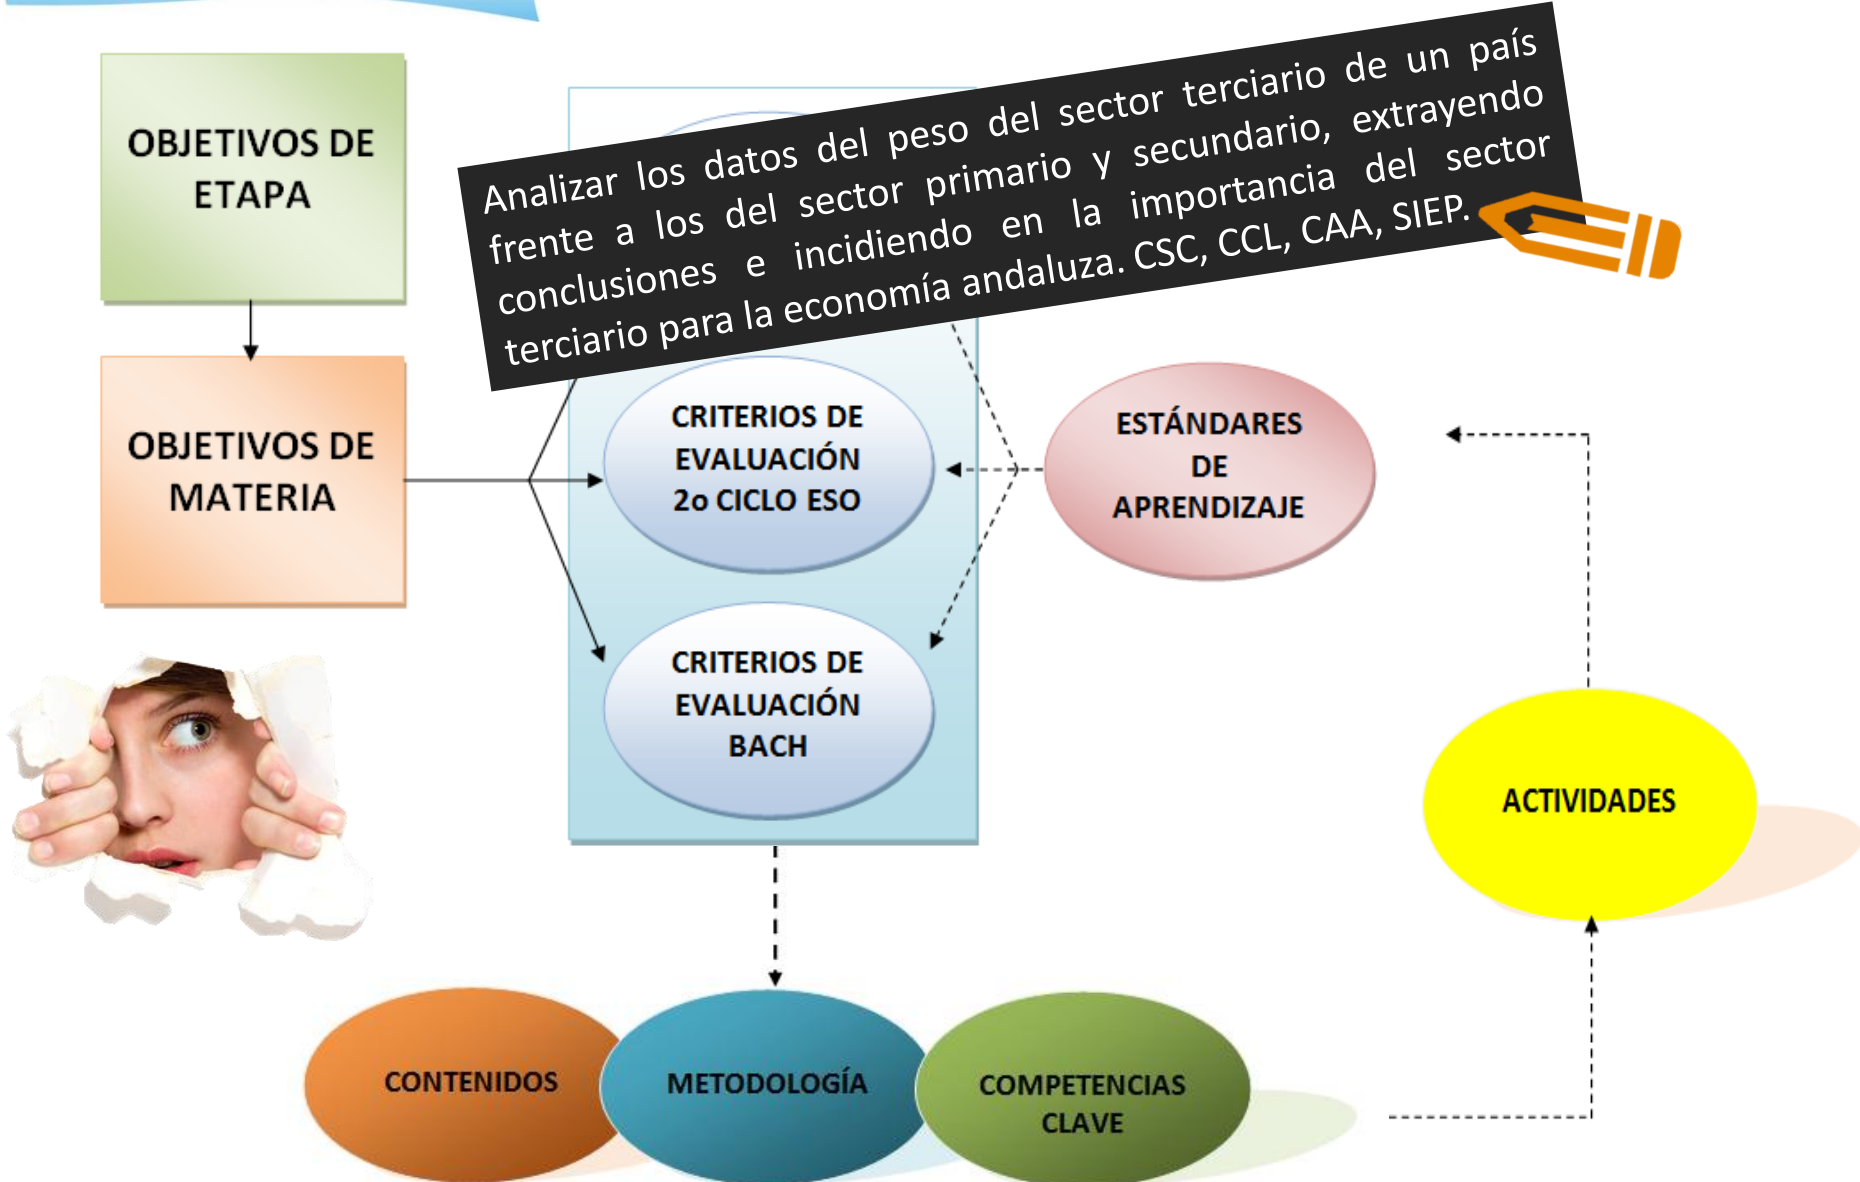 OBJETIVOS DE
ETAPA
Analizar los datos del peso del sector terciario de un país
frente a los del sector primario y secundario, extrayendo
conclusiones e incidiendo en la importancia del sector
terciario para la economía andaluza. CSC, CCL, CAA, SIEP.
OBJETIVOS DE
MATERIA
CRITERIOS DE
EVALUACIÓN
2o CICLO ESO
ESTÁNDARES
DE
APRENDIZAJE
CRITERIOS DE
EVALUACIÓN
BACH
ACTIVIDADES
CONTENIDOS
METODOLOGÍA
COMPETENCIAS
CLAVE